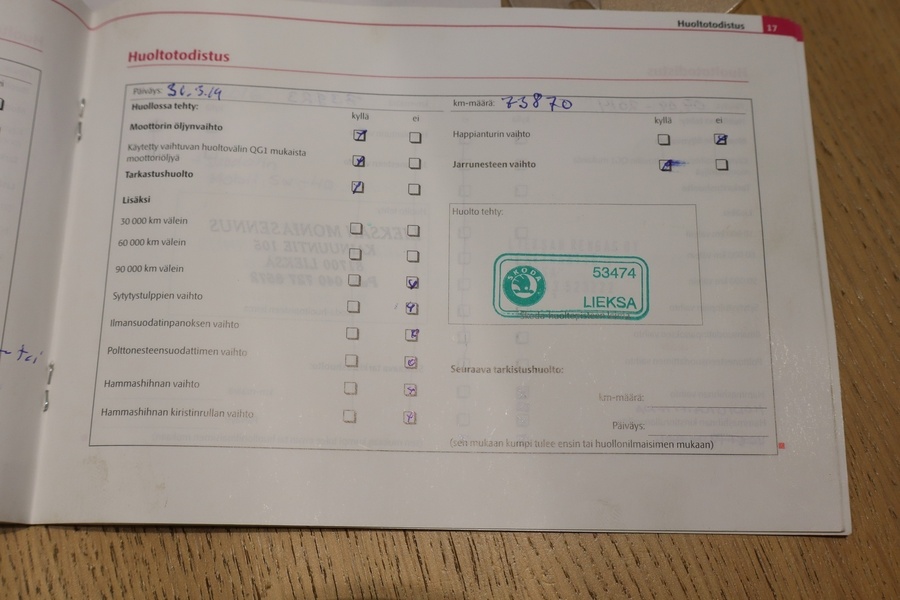 Huoltotodistus 17
Huoltotodistus
Päiväys: 31.5.19
km-määrä: 73870
Huollossa tehty:
kyllä ei
Moottorin öljynvaihto
Käytetty vaihtuvan huoltovälin QG1 mukaista
moottoriöljyä
Tarkastushuolto
Lisäksi
30 000 km välein
60 000 km välein
90 000 km välein
Sytytystulppien vaihto
Ilmansuodatinpanoksen vaihto
Polttonesteensuodattimen vaihto
Hammashihnan vaihto
Hammashihnan kiristinrullan vaihto
kyllä ei
Happianturin vaihto
Jarrunesteen vaihto
Huolto tehty:
SKODA
53474
LIEKSA
Seuraava tarkistushuolto:
km-määrä:
Päiväys:
(sen mukaan kumpi tulee ensin tai huollonilmaisimen mukaan)